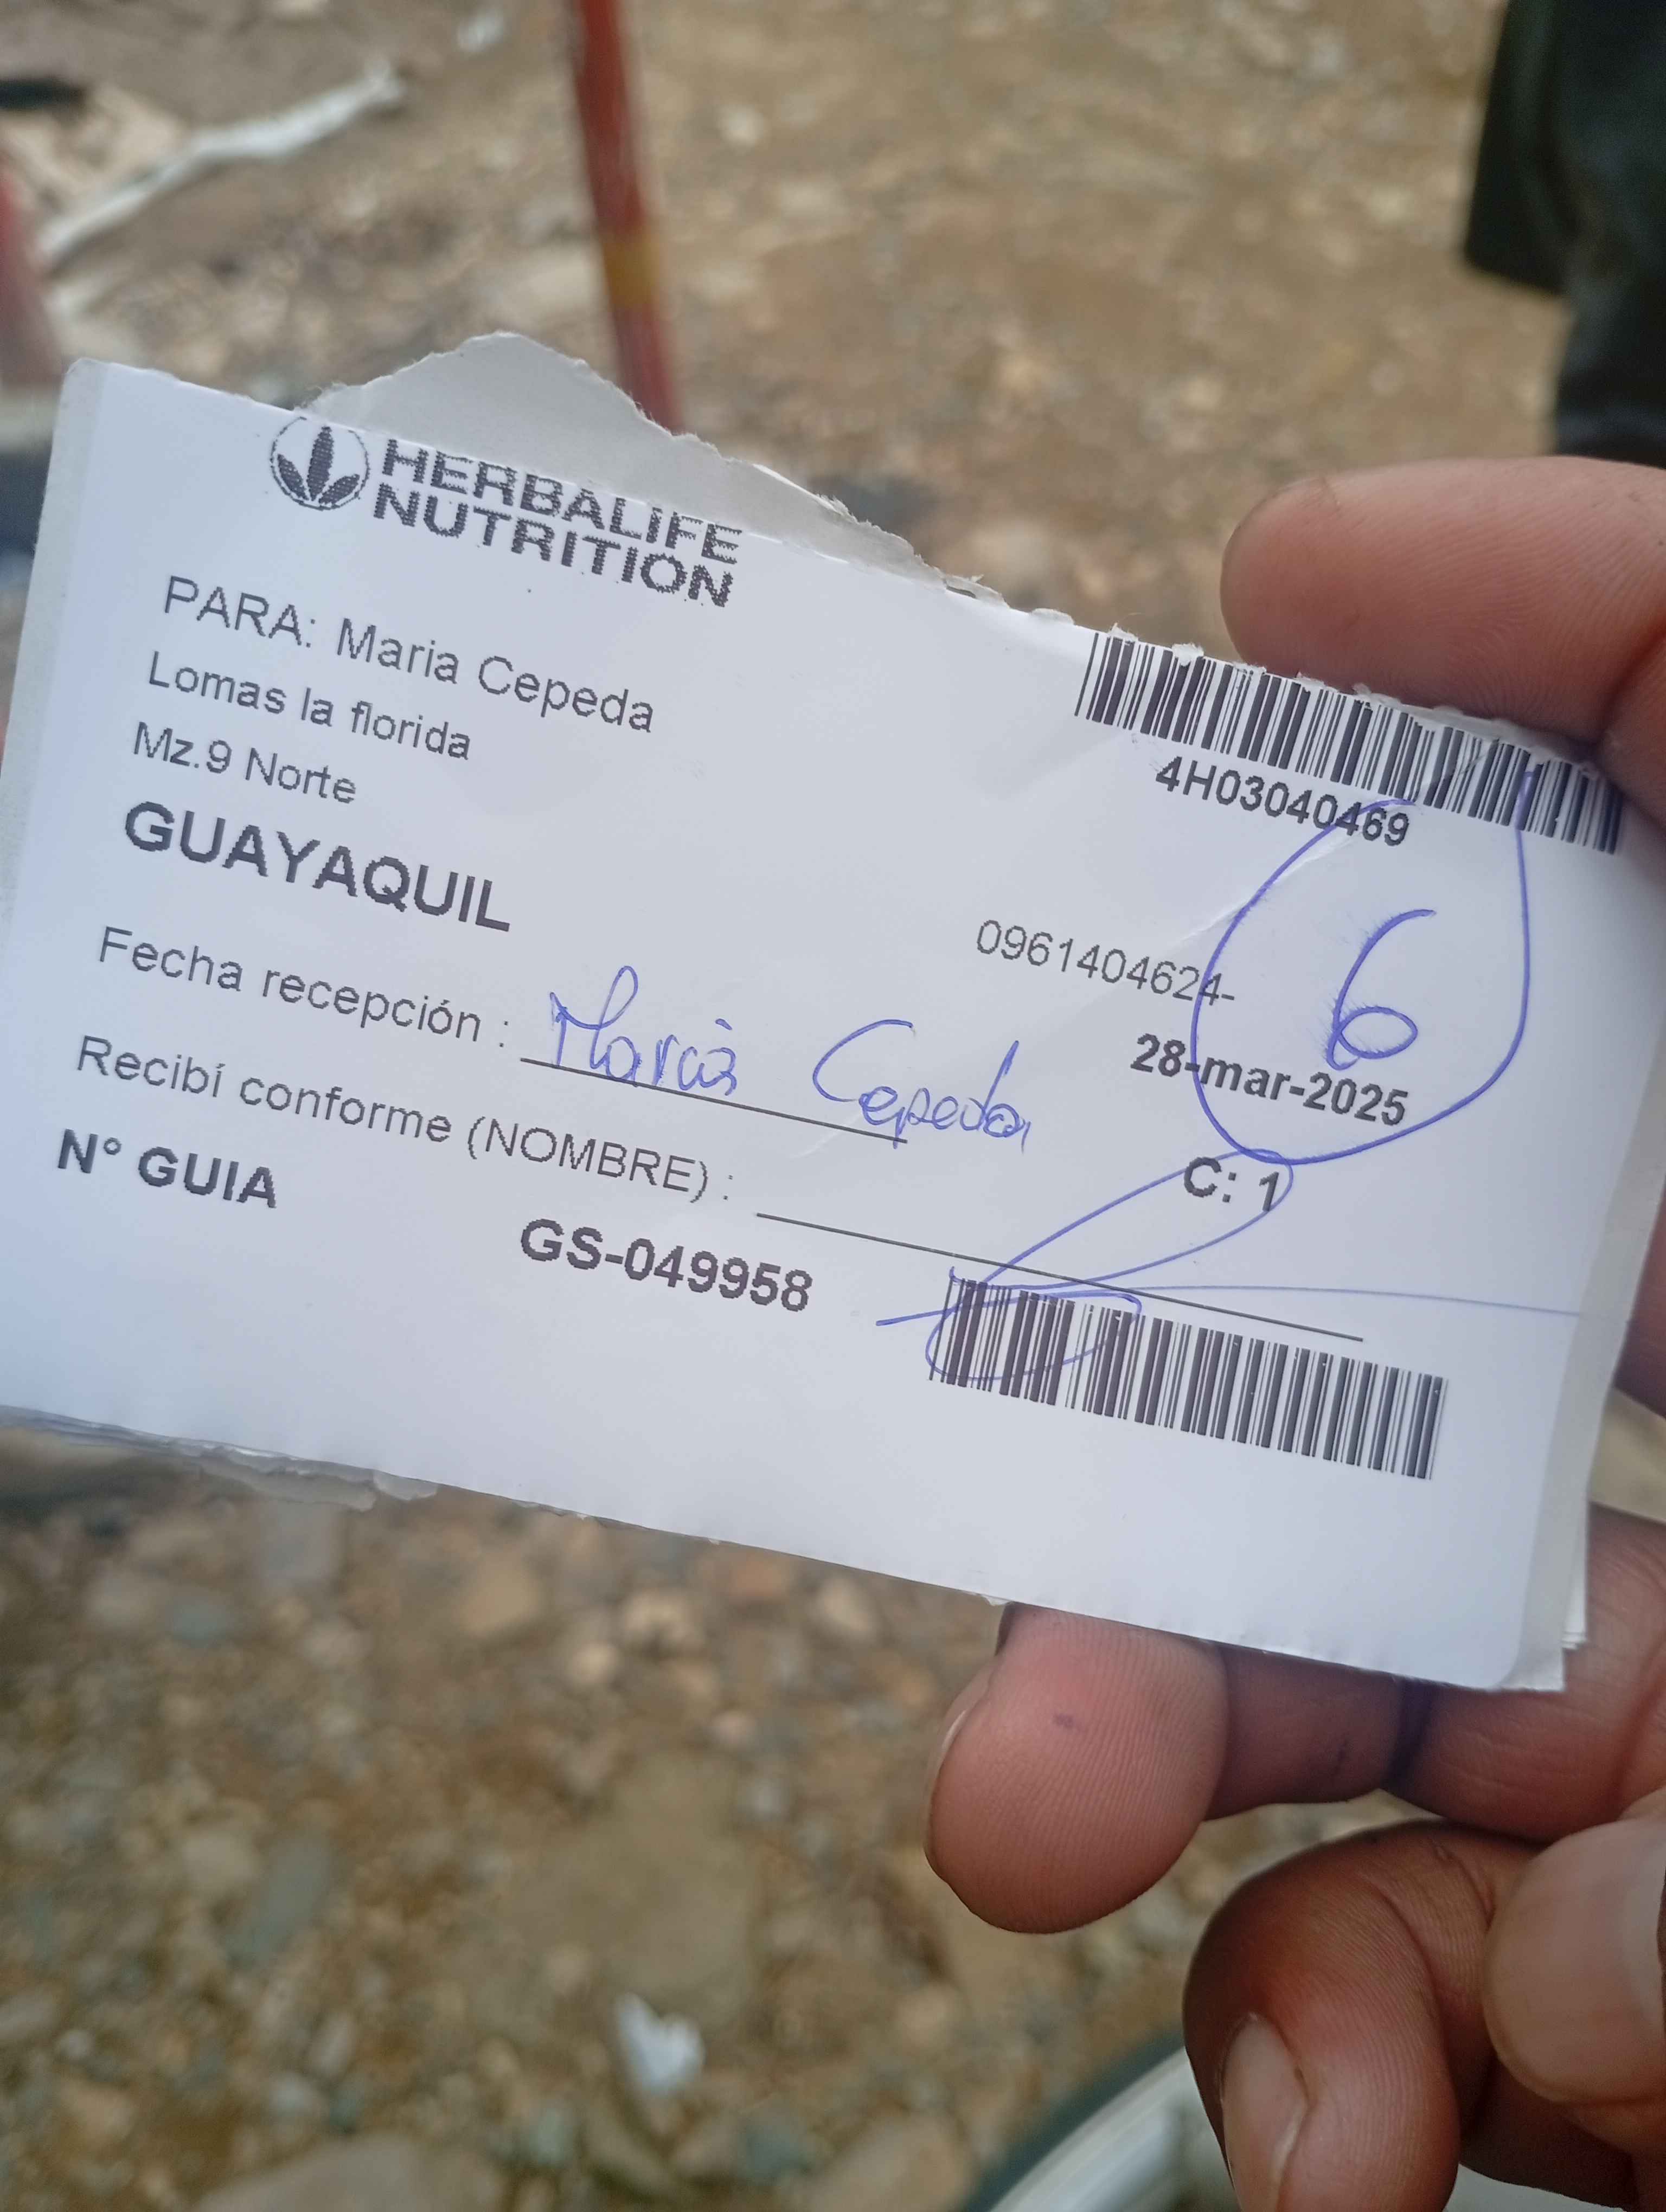 HERBALIFE
NUTRITION
PARA: Maria Cepeda
Lomas la florida
Mz.9 Norte
GUAYAQUIL
4H03040469
0961404624-
6
28-mar-2025
C: 1
Fecha recepción : Maria Cepeda
Recibí conforme (NOMBRE) :
N° GUIA
GS-049958